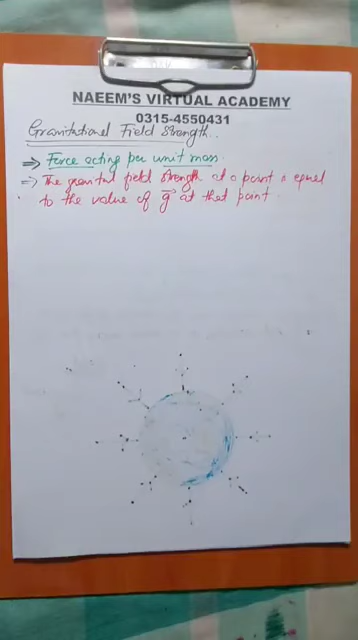 NAEEM'S VIRTUAL ACADEMY
0315-4550431
Gravitational Field Strength.
⇒ Force acting per unit mass
⇒ The gravital field strength at a point is equal
to the value of g⃗ at that point.